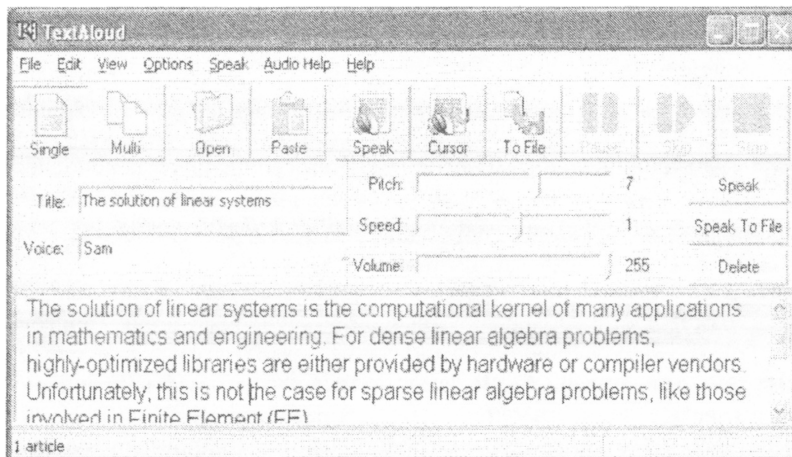 TextAloud
File Edit View Options Speak Audio Help Help
Single Multi Open Paste Speak Cursor To File Pause Skip Stop
Title: The solution of linear systems
Voice: Sam
Pitch: 7
Speed: 1
Volume: 255
Speak
Speak To File
Delete
The solution of linear systems is the computational kernel of many applications
in mathematics and engineering. For dense linear algebra problems,
highly-optimized libraries are either provided by hardware or compiler vendors.
Unfortunately, this is not the case for sparse linear algebra problems, like those
involved in Finite Element (FE)
1 article